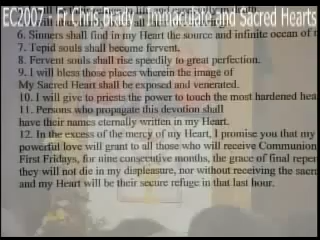 EC2007 - Fr Chris Brady - Immaculate and Sacred Hearts
6. Sinners shall find in my Heart the source and infinite ocean of
7. Tepid souls shall become fervent.
8. Fervent souls shall rise speedily to great perfection.
9. I will bless those places wherein the image of
My Sacred Heart shall be exposed and venerated.
10. I will give to priests the power to touch the most hardened hea
11. Persons who propagate this devotion shall
have their names eternally written in my Heart.
12. In the excess of the mercy of my Heart, I promise you that my
powerful love will grant to all those who will receive Communion
First Fridays, for nine consecutive months, the grace of final repen
they will not die in my displeasure, nor without receiving the sacra
and my Heart will be their secure refuge in that last hour.